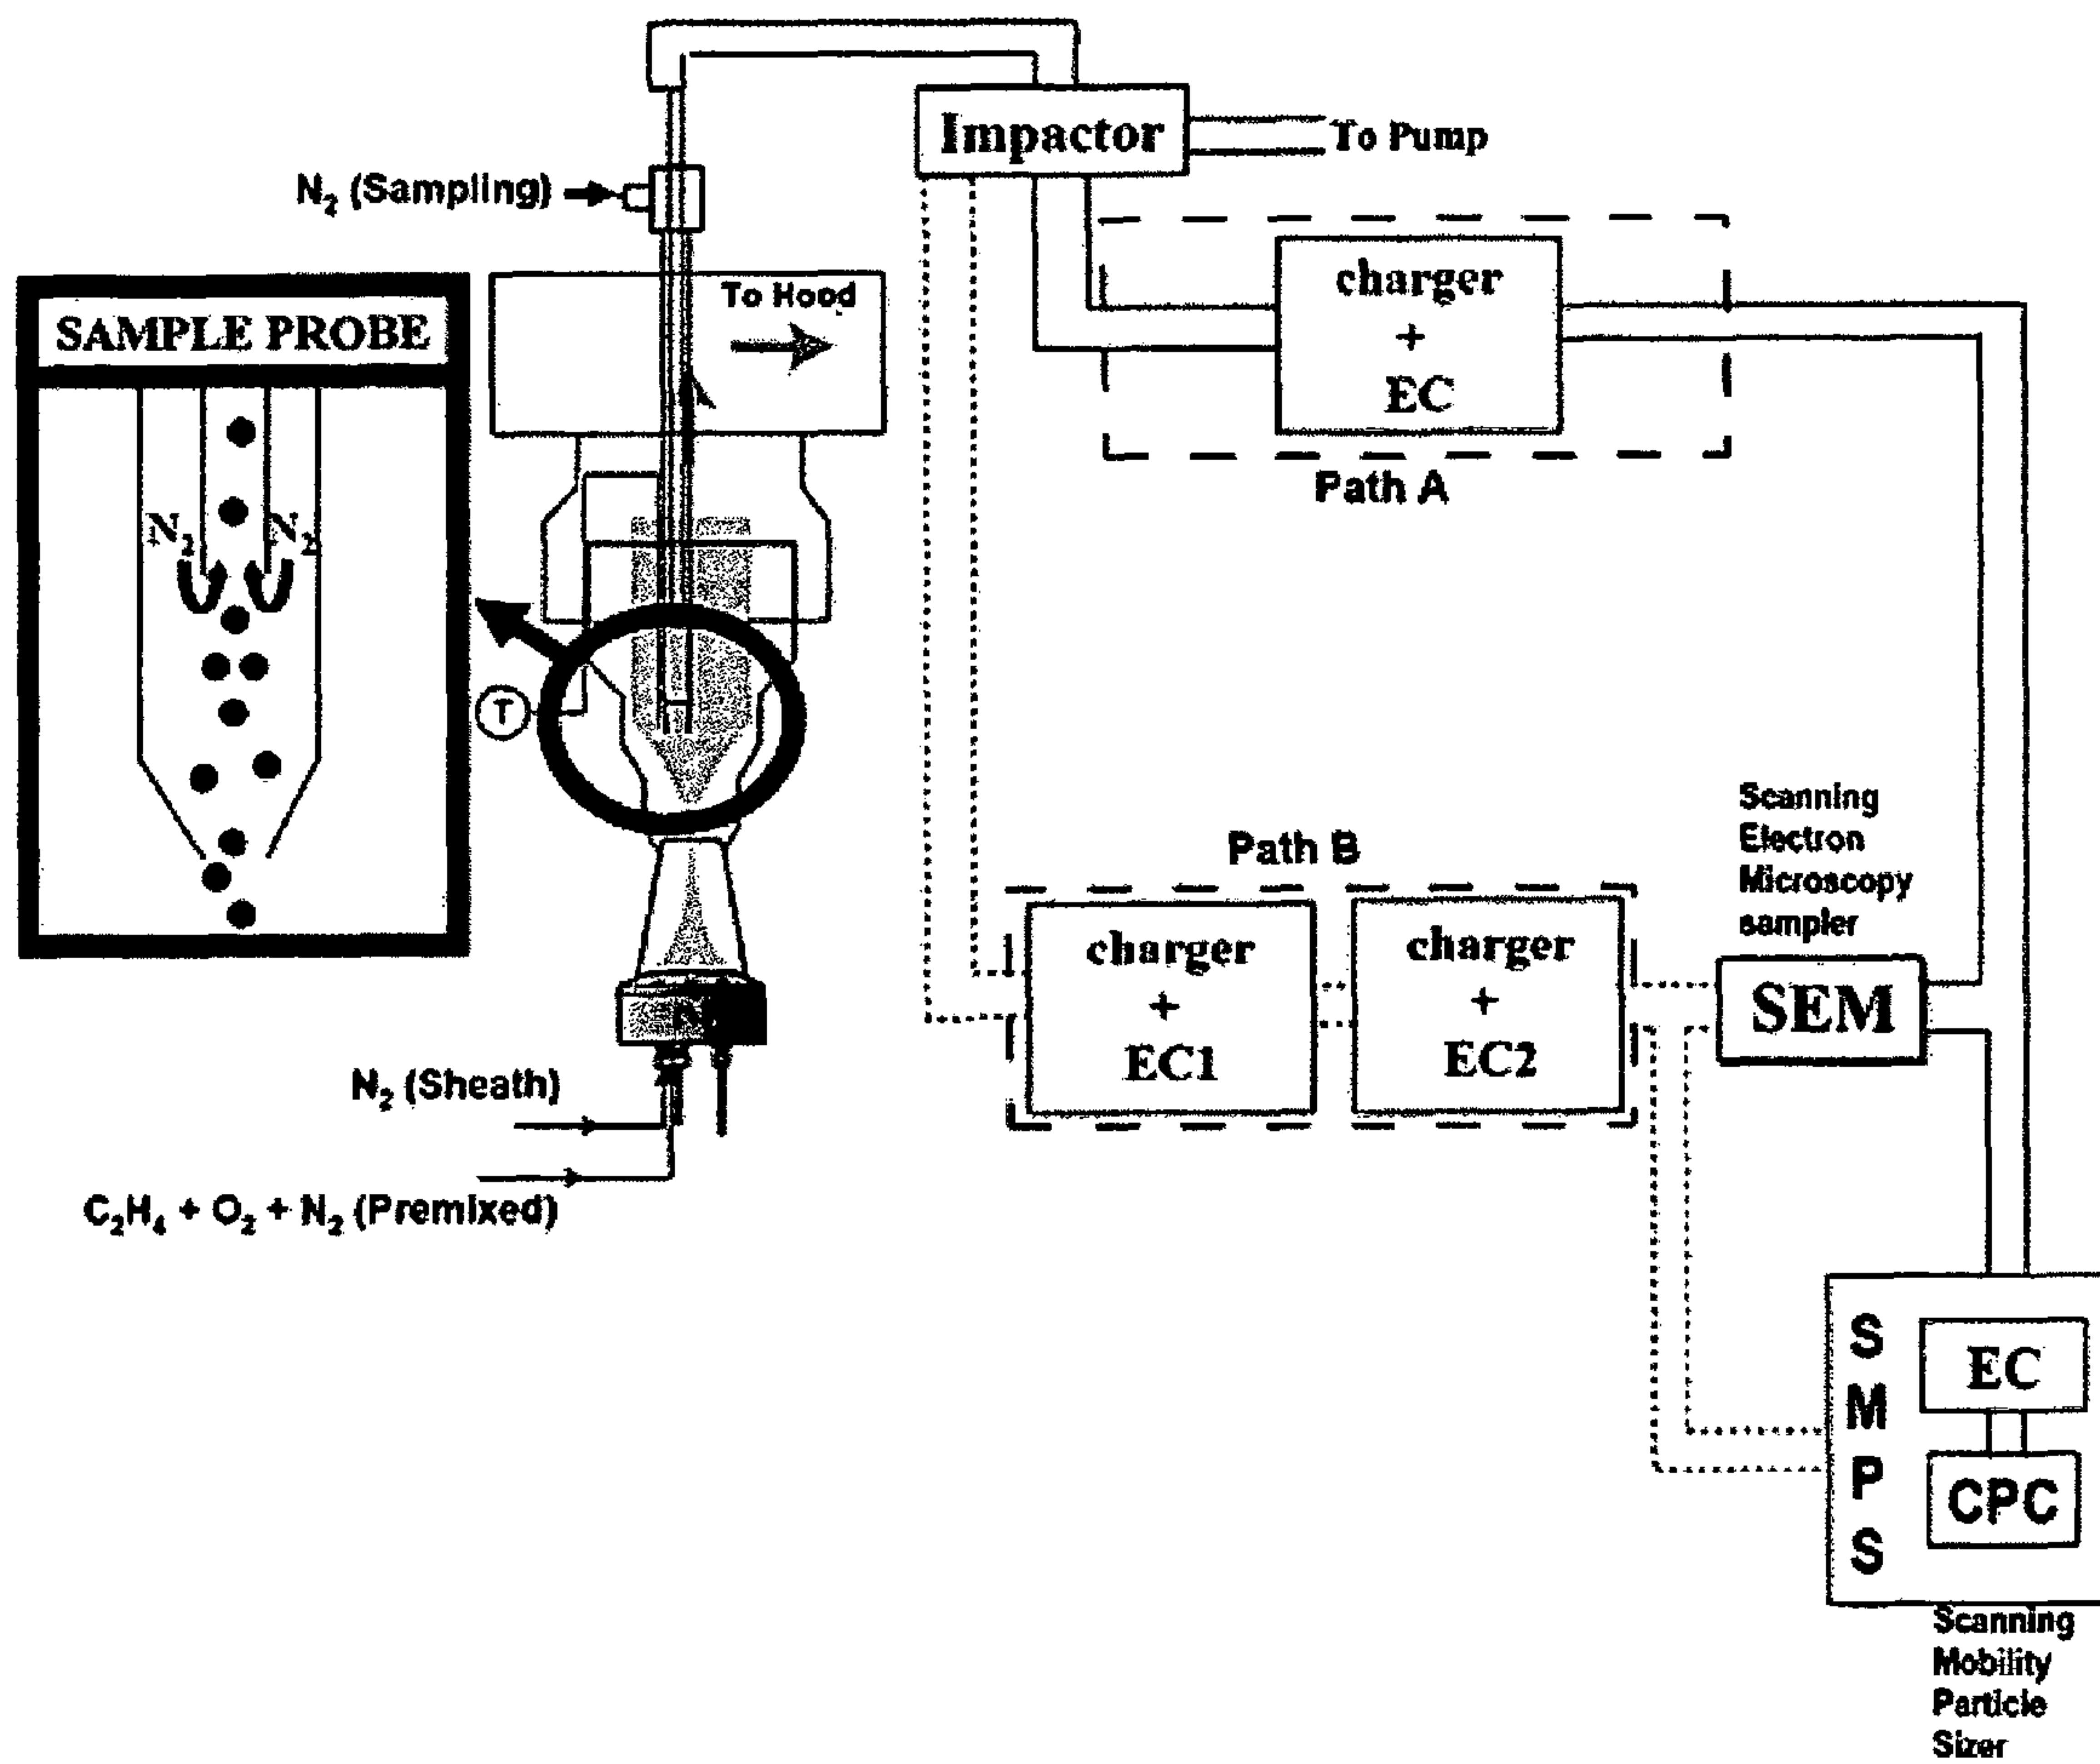 Impactor
To Pump
N₂ (Sampling)
To Hood
SAMPLE PROBE
charger
+
EC
Path A
N₂ N₂
T
Scanning
Electron
Microscopy
sampler
Path B
charger
+
EC1
charger
+
EC2
SEM
N₂ (Sheath)
C₂H₄ + O₂ + N₂ (Premixed)
S
M
P
S
EC
CPC
Scanning
Mobility
Particle
Sizer